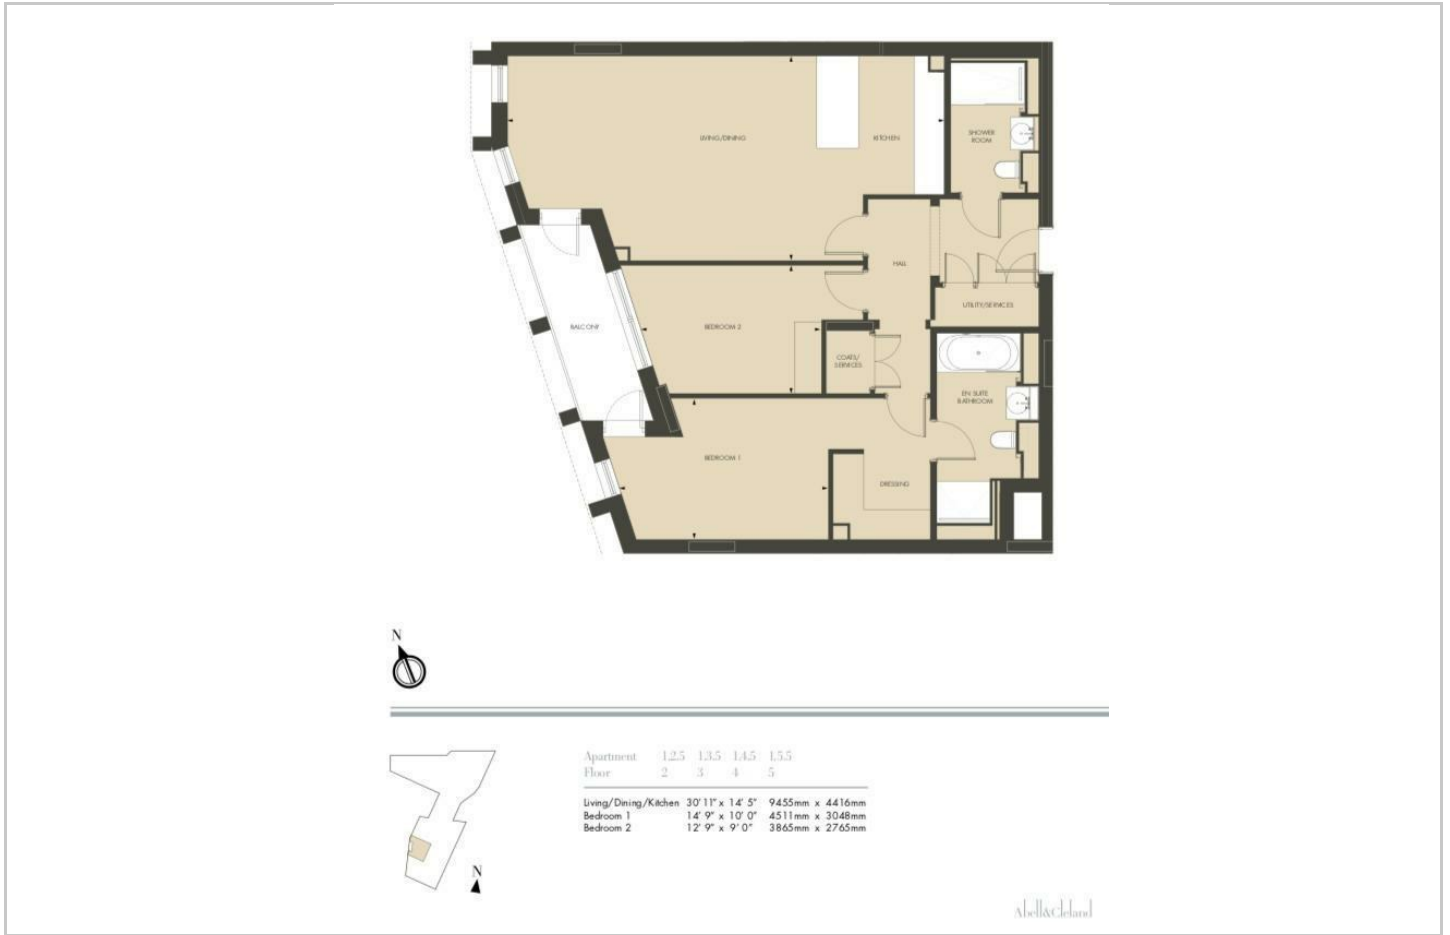 LIVING/DINING
KITCHEN
SHOWER
ROOM
HALL
UTILITY/SERVICES
BALCONY
BEDROOM 2
COATS/
SERVICES
EN SUITE
BATHROOM
BEDROOM 1
DRESSING
N
Apartment 1.2.5 1.3.5 1.4.5 1.5.5
Floor 2 3 4 5
Living/Dining/Kitchen 30' 11" x 14' 5" 9455mm x 4416mm
Bedroom 1 14' 9" x 10' 0" 4511mm x 3048mm
Bedroom 2 12' 9" x 9' 0" 3865mm x 2765mm
N
Abell&Cleland